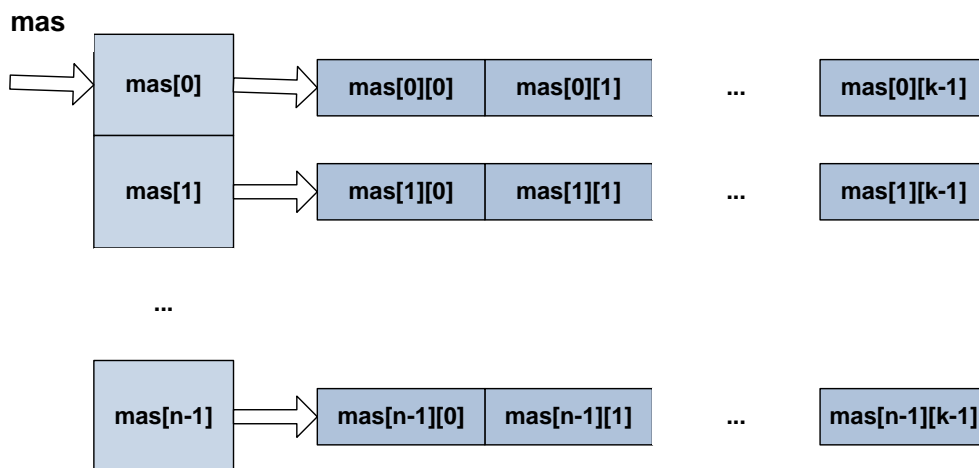 mas
mas[0] mas[0][0] mas[0][1] ... mas[0][k-1]
mas[1] mas[1][0] mas[1][1] ... mas[1][k-1]
...
mas[n-1] mas[n-1][0] mas[n-1][1] ... mas[n-1][k-1]